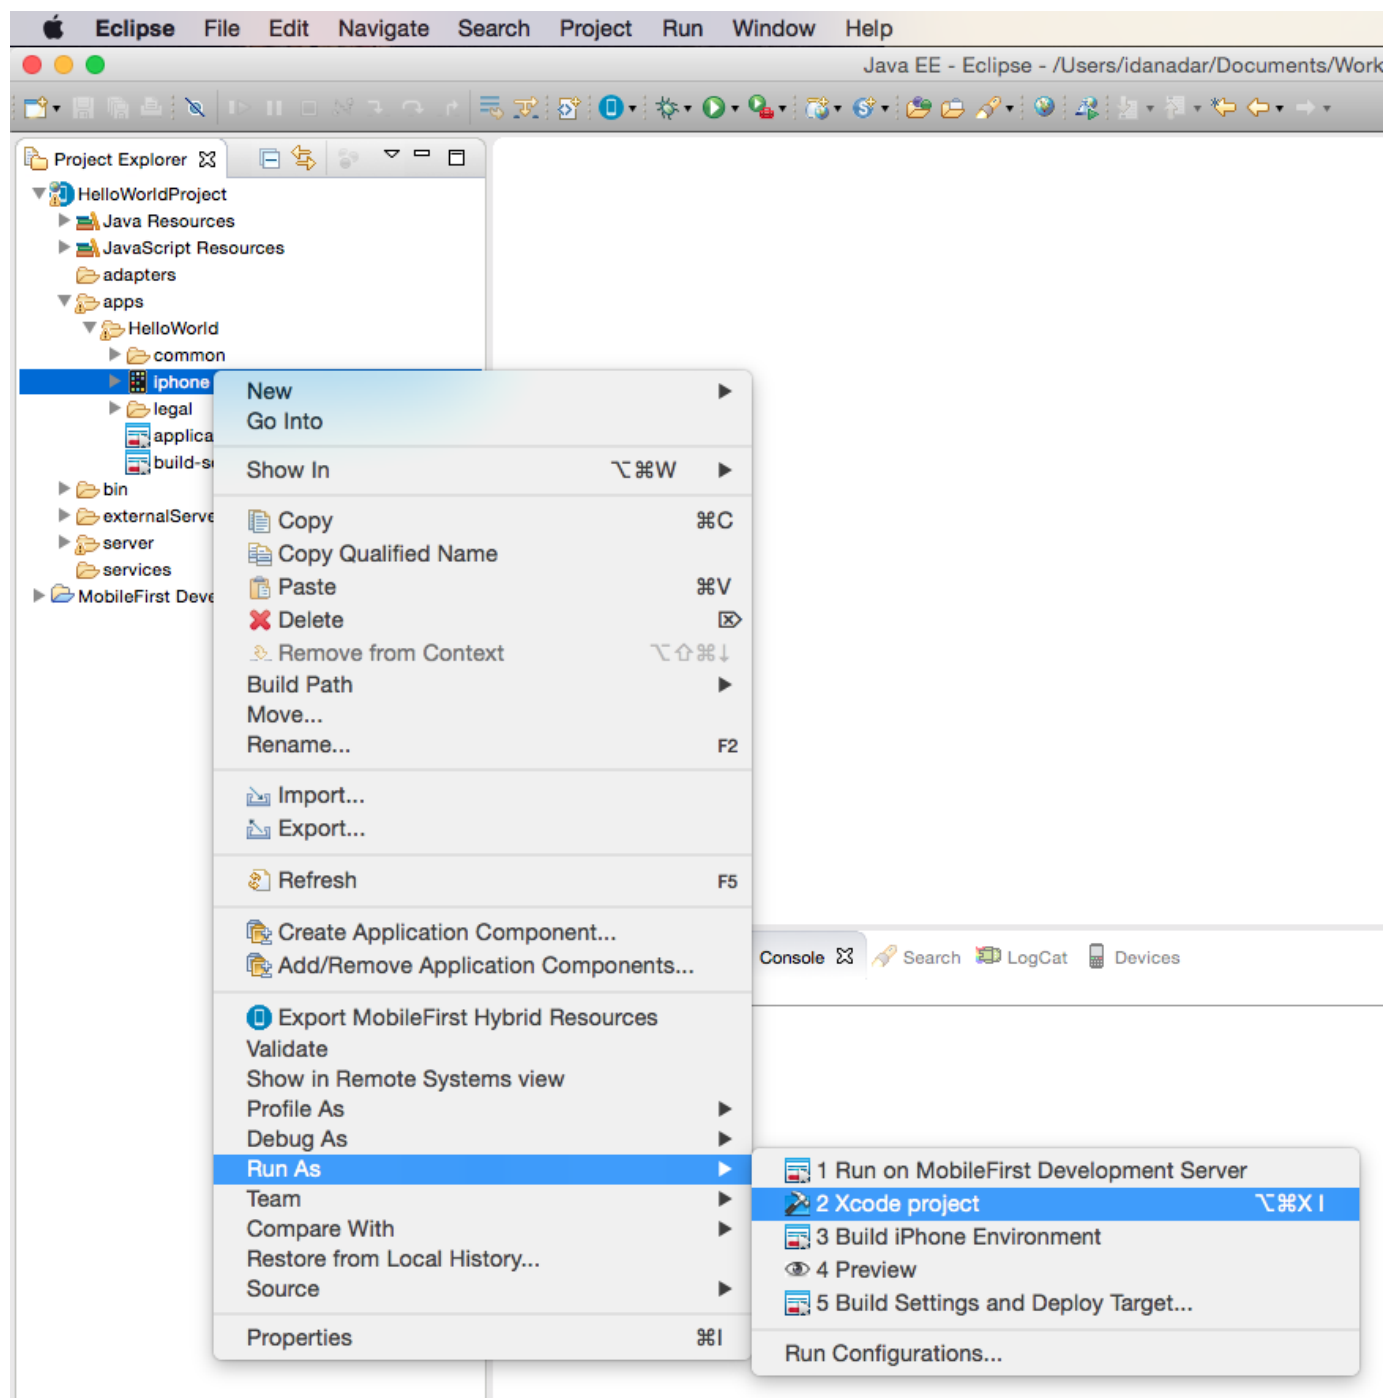 Eclipse File Edit Navigate Search Project Run Window Help
Java EE - Eclipse - /Users/idanadar/Documents/Work
Project Explorer
HelloWorldProject
Java Resources
JavaScript Resources
adapters
apps
HelloWorld
common
iphone
legal
applica
build-s
bin
externalServe
server
services
MobileFirst Deve
New
Go Into
Show In ⌥⌘W
Copy ⌘C
Copy Qualified Name
Paste ⌘V
Delete ⌦
Remove from Context ⌥⇧⌘↓
Build Path
Move...
Rename... F2
Import...
Export...
Refresh F5
Create Application Component...
Add/Remove Application Components...
Export MobileFirst Hybrid Resources
Validate
Show in Remote Systems view
Profile As
Debug As
Run As
Team
Compare With
Restore from Local History...
Source
Properties ⌘I
Console Search LogCat Devices
1 Run on MobileFirst Development Server
2 Xcode project ⌥⌘X I
3 Build iPhone Environment
4 Preview
5 Build Settings and Deploy Target...
Run Configurations...